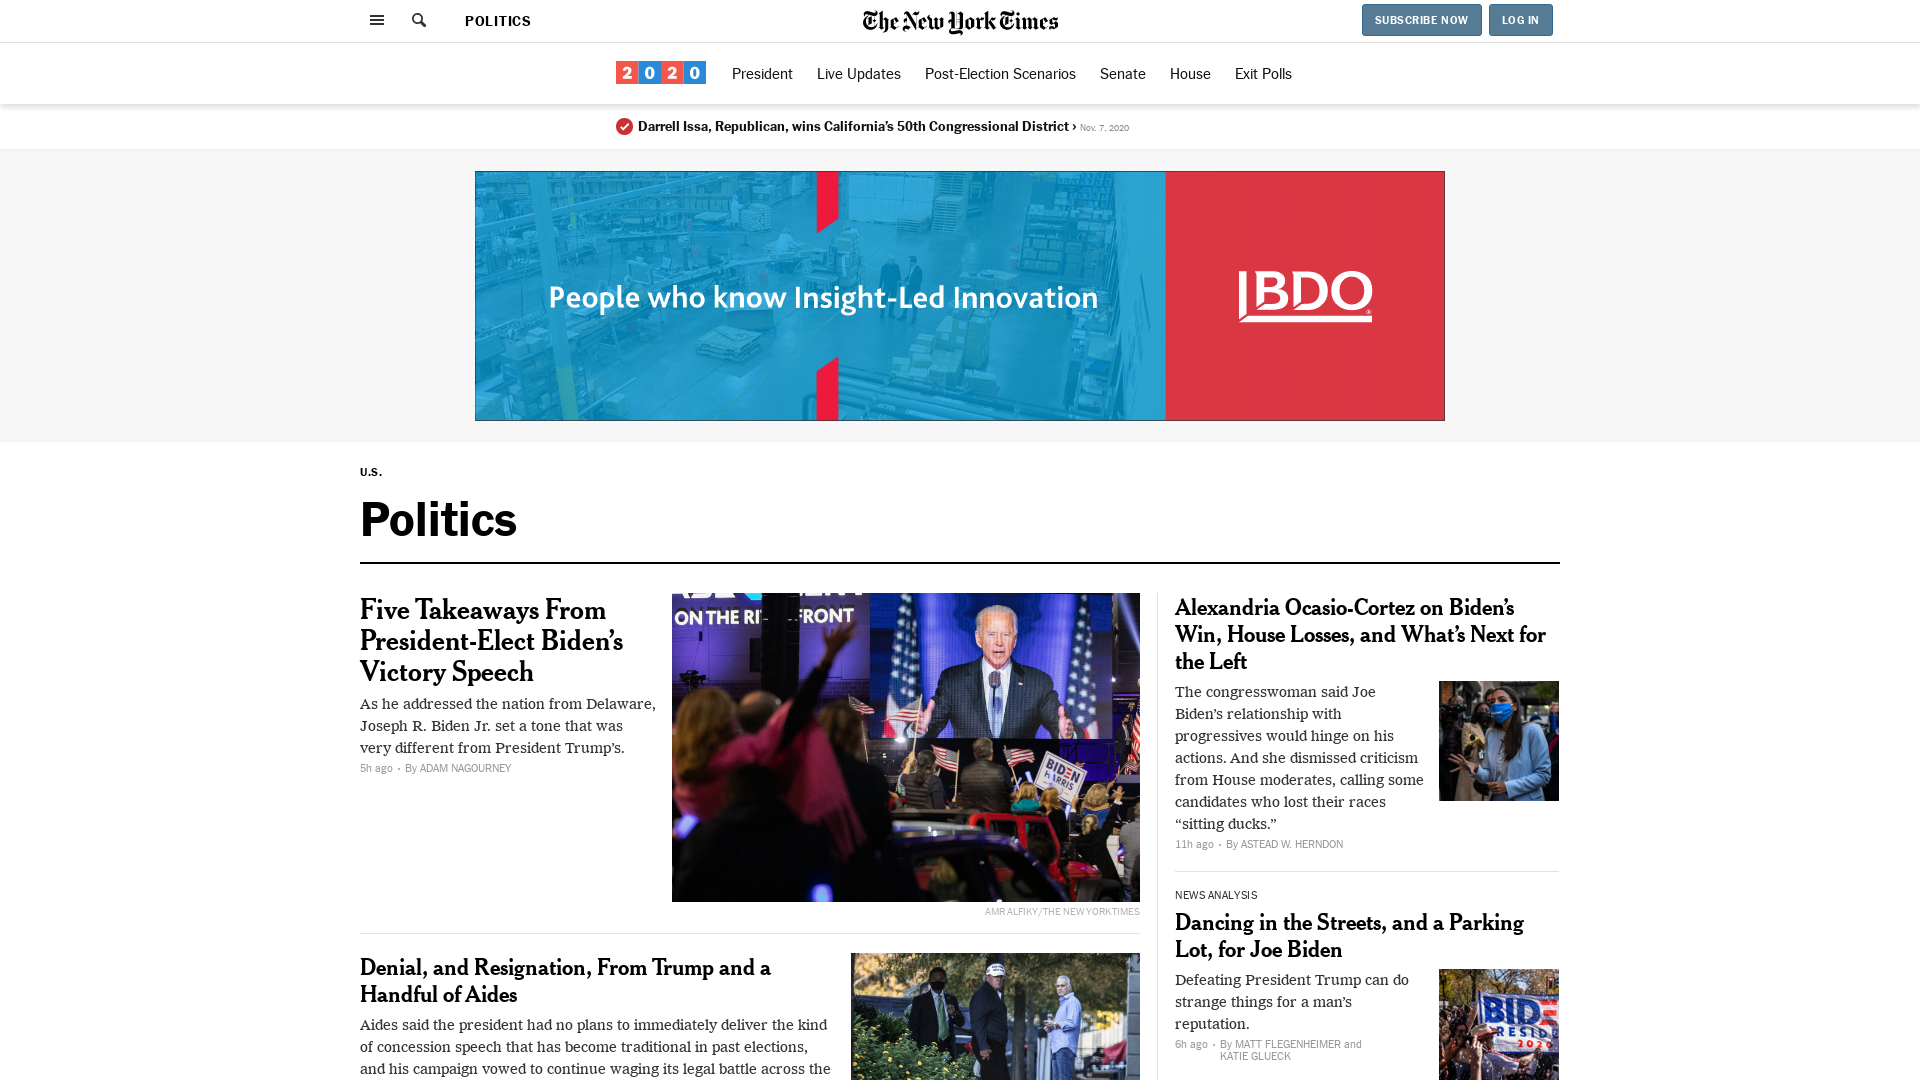 POLITICS
The New York Times
SUBSCRIBE NOW
LOG IN
2020
President
Live Updates
Post-Election Scenarios
Senate
House
Exit Polls
Darrell Issa, Republican, wins California’s 50th Congressional District › Nov. 7, 2020
People who know Insight-Led Innovation
BDO
U.S.
Politics
Five Takeaways From
President-Elect Biden’s
Victory Speech
As he addressed the nation from Delaware,
Joseph R. Biden Jr. set a tone that was
very different from President Trump’s.
5h ago • By ADAM NAGOURNEY
ON THE RI FRONT
BIDEN
HARRIS
AMR ALFIKY/THE NEW YORK TIMES
Denial, and Resignation, From Trump and a
Handful of Aides
Aides said the president had no plans to immediately deliver the kind
of concession speech that has become traditional in past elections,
and his campaign vowed to continue waging its legal battle across the
Alexandria Ocasio-Cortez on Biden’s
Win, House Losses, and What’s Next for
the Left
The congresswoman said Joe
Biden’s relationship with
progressives would hinge on his
actions. And she dismissed criticism
from House moderates, calling some
candidates who lost their races
“sitting ducks.”
11h ago • By ASTEAD W. HERNDON
NEWS ANALYSIS
Dancing in the Streets, and a Parking
Lot, for Joe Biden
Defeating President Trump can do
strange things for a man’s
reputation.
6h ago • By MATT FLEGENHEIMER and
KATIE GLUECK
BIDE
RESID
2020